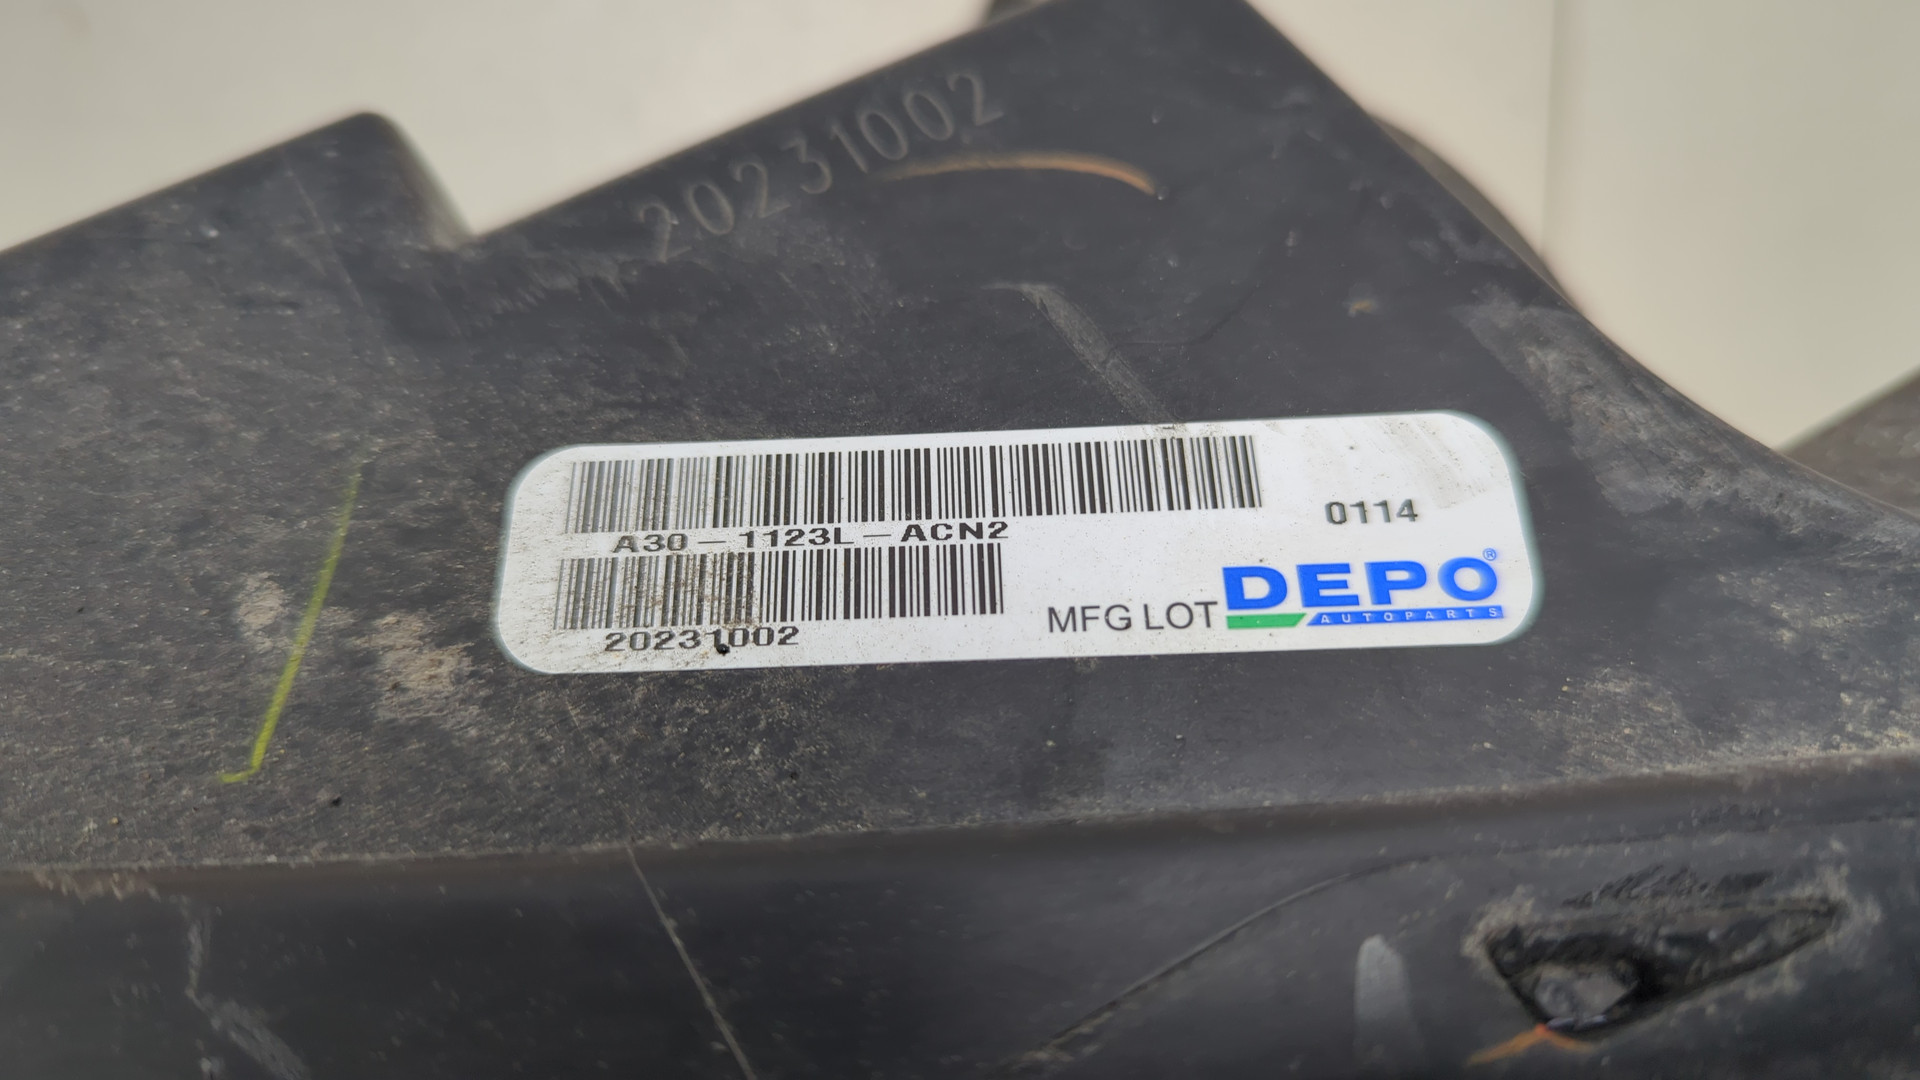 20231002
A30-1123L-ACN2
0114
20231002
MFG LOT
DEPO®
AUTOPARTS